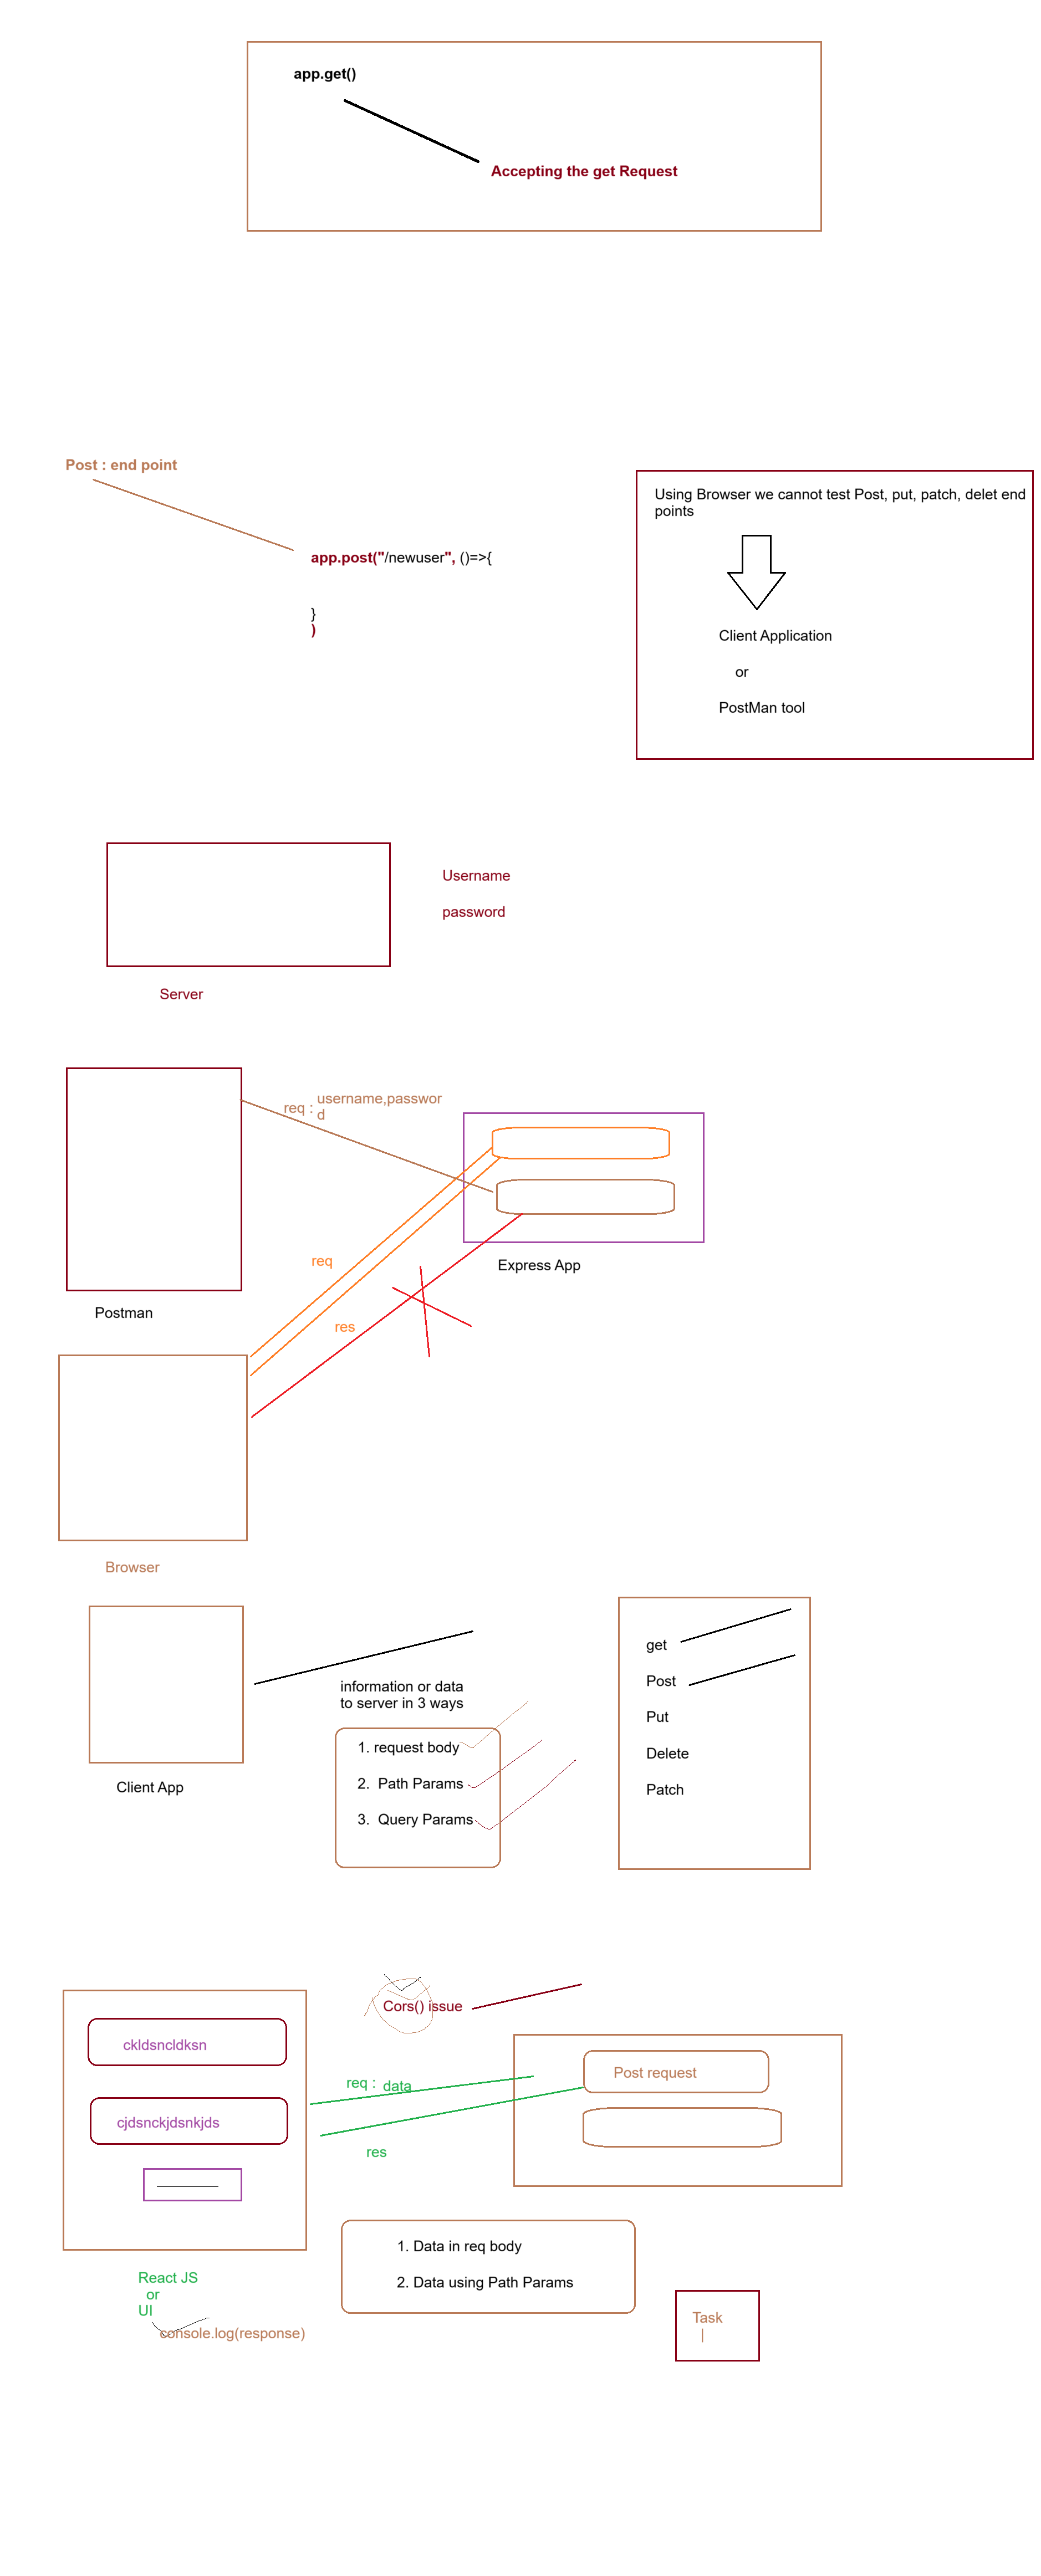 app.get()
Accepting the get Request
Post : end point
Using Browser we cannot test Post, put, patch, delet end
points
app.post("/newuser", ()=>{
}
)
Client Application
or
PostMan tool
Username
password
Server
req :
username,passwor
d
req
Express App
Postman
res
Browser
get
information or data
to server in 3 ways
Post
Put
1. request body
Delete
2. Path Params
Client App
Patch
3. Query Params
Cors() issue
ckldsncldksn
Post request
req :
data
cjdsnckjdsnkjds
res
1. Data in req body
2. Data using Path Params
React JS
or
UI
console.log(response)
Task
|